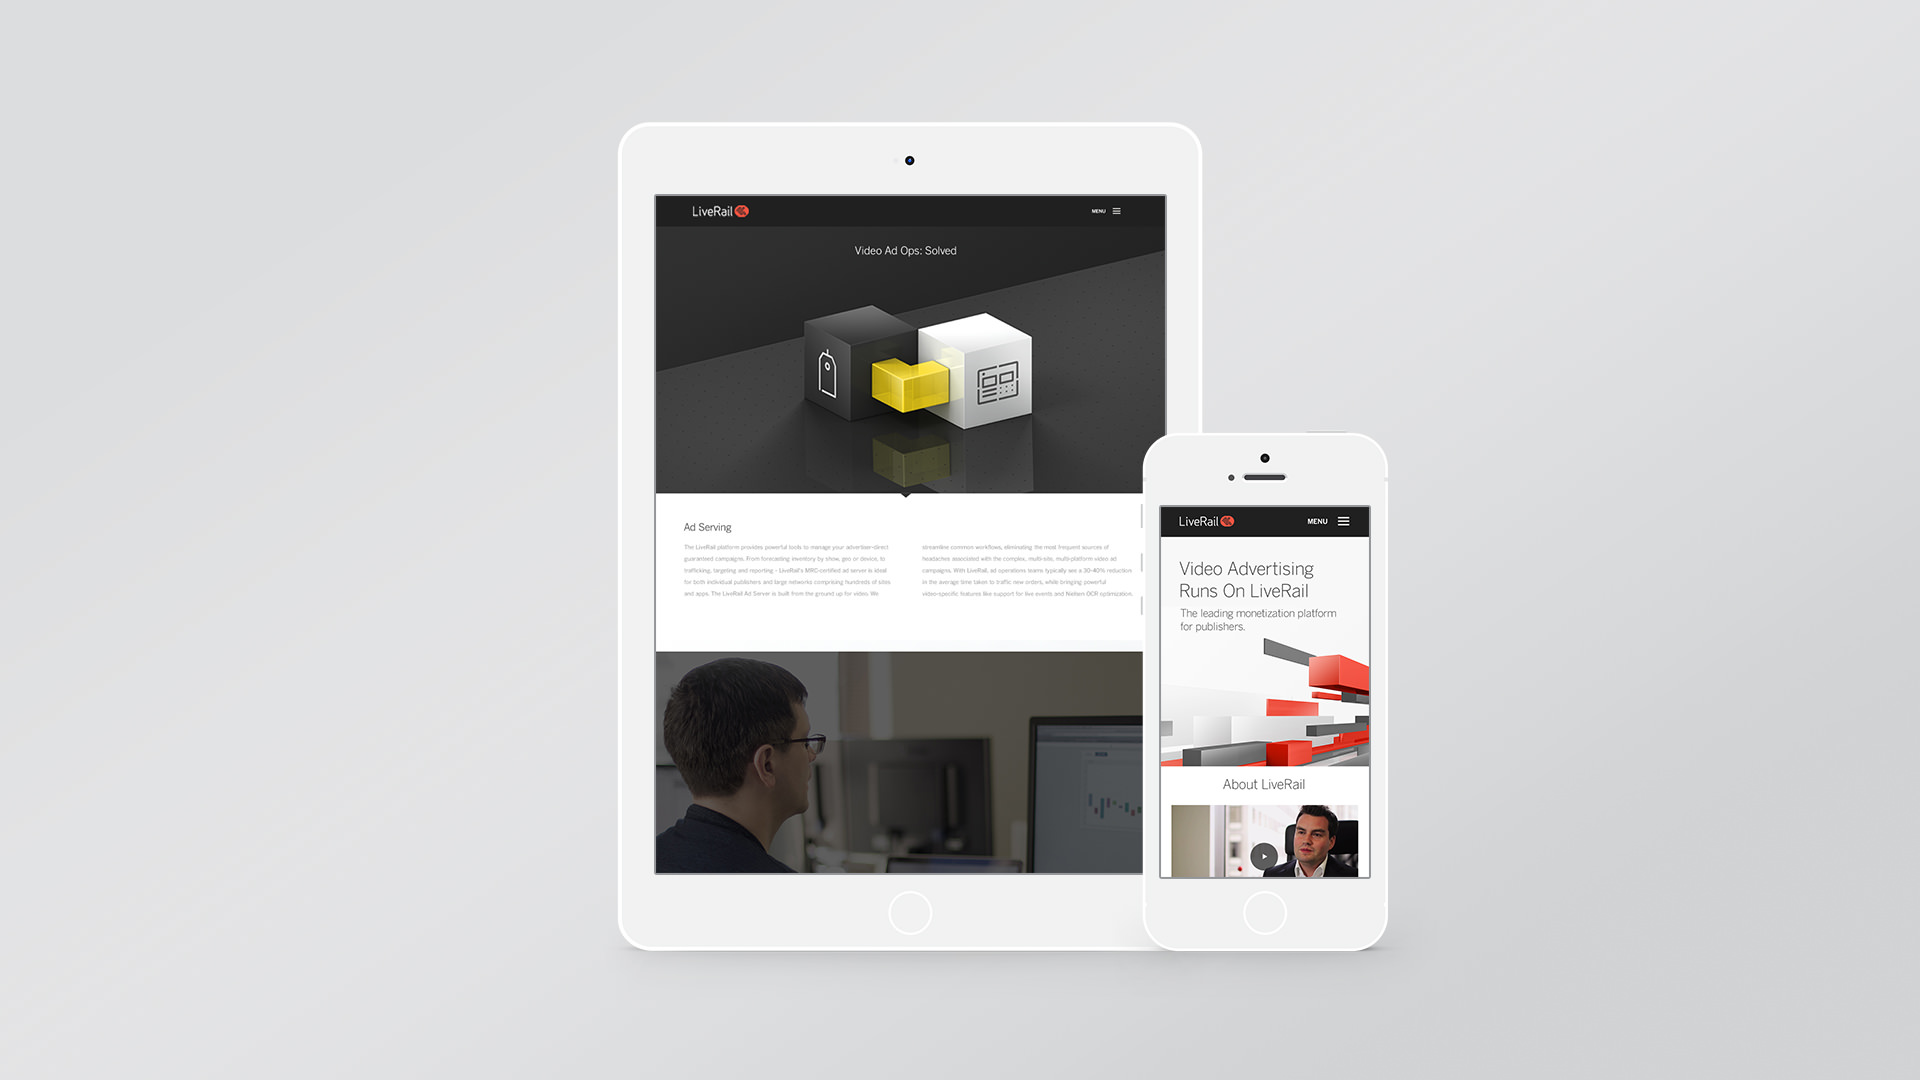 LiveRail
MENU
Video Ad Ops: Solved
Ad Serving
The LiveRail platform provides powerful tools to manage your advertiser-direct
guaranteed campaigns. From forecasting inventory by show, geo or device, to
trafficking, targeting and reporting - LiveRail's MRC-certified ad server is ideal
for both individual publishers and large networks comprising hundreds of sites
and apps. The LiveRail Ad Server is built from the ground up for video. We
streamline common workflows, eliminating the most frequent sources of
headaches associated with the complex, multi-site, multi-platform video ad
campaigns. With LiveRail, ad operations teams typically see a 30-40% reduction
in the average time taken to traffic new orders, while bringing powerful
video-specific features like support for live events and Nielsen OCR optimization.
LiveRail
MENU
Video Advertising
Runs On LiveRail
The leading monetization platform
for publishers.
About LiveRail